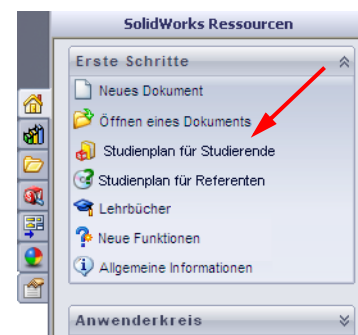 SolidWorks Ressourcen
Erste Schritte
Neues Dokument
Öffnen eines Dokuments
Studienplan für Studierende
Studienplan für Referenten
Lehrbücher
Neue Funktionen
Allgemeine Informationen
Anwenderkreis